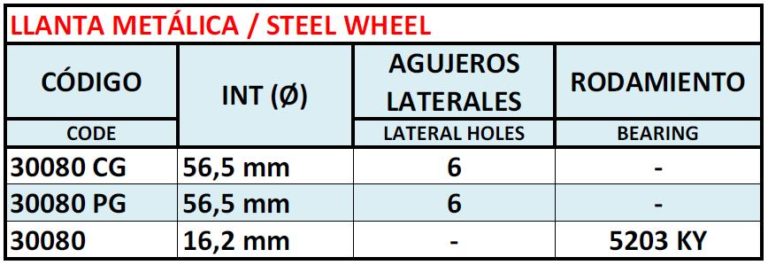 LLANTA METÁLICA / STEEL WHEEL
CÓDIGO INT (Ø) AGUJEROS LATERALES RODAMIENTO
CODE LATERAL HOLES BEARING
30080 CG 56,5 mm 6 -
30080 PG 56,5 mm 6 -
30080 16,2 mm - 5203 KY